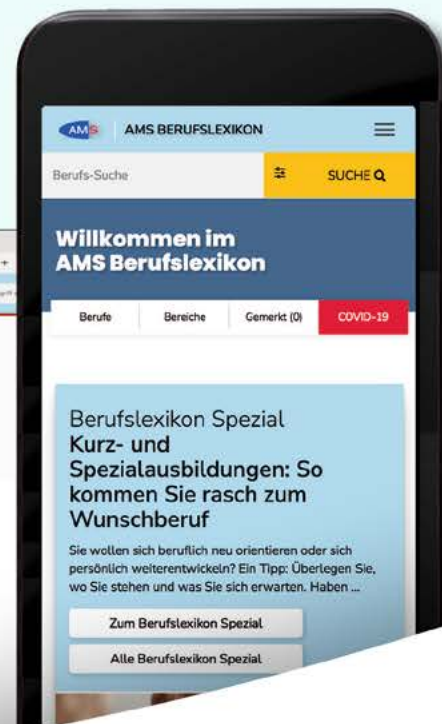 AMS AMS BERUFSLEXIKON
Berufs-Suche SUCHE
Willkommen im
AMS Berufslexikon
Berufe Bereiche Gemerkt (0) COVID-19
Berufslexikon Spezial
Kurz- und
Spezialausbildungen: So
kommen Sie rasch zum
Wunschberuf
Sie wollen sich beruflich neu orientieren oder sich
persönlich weiterentwickeln? Ein Tipp: Überlegen Sie,
wo Sie stehen und was Sie sich erwarten. Haben ...
Zum Berufslexikon Spezial
Alle Berufslexikon Spezial